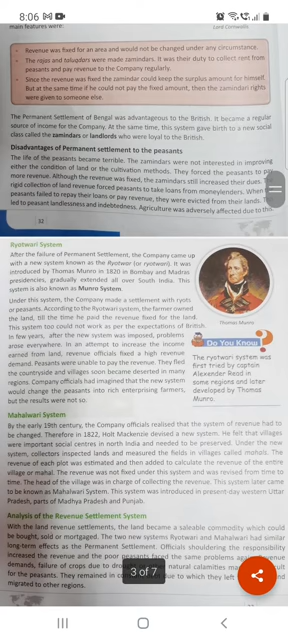 8:06
main features were:
Lord Cornwallis
- Revenue was fixed for an area and would not be changed under any circumstance.
- The rajas and taluqdars were made zamindars. It was their duty to collect rent from
peasants and pay revenue to the Company regularly.
- Since the revenue was fixed the zamindar could keep the surplus amount for himself.
But at the same time if he could not pay the fixed amount, then the zamindari rights
were given to someone else.
The Permanent Settlement of Bengal was advantageous to the British. It became a regular
source of income for the Company. At the same time, this system gave birth to a new social
class called the zamindars or landlords who were loyal to the British.
Disadvantages of Permanent settlement to the peasants
The life of the peasants became terrible. The zamindars were not interested in improving
either the condition of land or the cultivation methods. They forced the peasants to pay
more revenue. Although the revenue was fixed, the zamindars still increased their dues. The
rigid collection of land revenue forced peasants to take loans from moneylenders. When
peasants failed to repay their loans or pay revenue, they were evicted from their lands.
led to peasant landlessness and indebtedness. Agriculture was adversely affected due to this
32
Ryotwari System
After the failure of Permanent Settlement, the Company came up
with a new system known as the Ryotwar (or ryotwari). It
was introduced by Thomas Munro in 1820 in Bombay and Madras
presidencies, gradually extended all over South India. This
system is also known as Munro System.
Under this system, the Company made a settlement with ryots
or peasants. According to the Ryotwari system, the farmer owned
the land, till the time he paid the revenue fixed for the land.
This system too could not work as per the expectations of British.
In few years, after the new system was imposed, problems
arose everywhere. In an attempt to increase the income
earned from land, revenue officials fixed a high revenue
demand. Peasants were unable to pay the revenue. They fled
the countryside and villages soon became deserted in many
regions. Company officials had imagined that the new system
would change the peasants into rich enterprising farmers,
but the results were not so.
Thomas Munro
Do You Know ?
The ryotwari system was
first tried by captain
Alexander Read in
some regions and later
developed by Thomas
Munro.
Mahalwari System
By the early 19th century, the Company officials realised that the system of revenue had to
be changed. Therefore in 1822, Holt Mackenzie devised a new system. He felt that villages
were important social centres in north India and needed to be preserved. Under the new
system, collectors inspected lands and measured the fields in villages called mahals. The
revenue of each plot was estimated and then added to calculate the revenue of the entire
village or mahal. The revenue was not fixed under this system and was revised from time to
time. The head of the village was in charge of collecting the revenue. This system later came
to be known as Mahalwari System. This system was introduced in present-day western Uttar
Pradesh, parts of Madhya Pradesh and Punjab.
Analysis of the Revenue Settlement System
With the land revenue settlements, the land became a saleable commodity which could
be bought, sold or mortgaged. The two new systems Ryotwari and Mahalwari had similar
long-term effects as the Permanent Settlement. Officials shouldering the responsibility
increased the revenue and the poor peasants faced the same problems again. Revenue
demands, failure of crops due to natural calamities
for the peasants. They remained in due to which they left and
migrated to other regions.
3 of 7